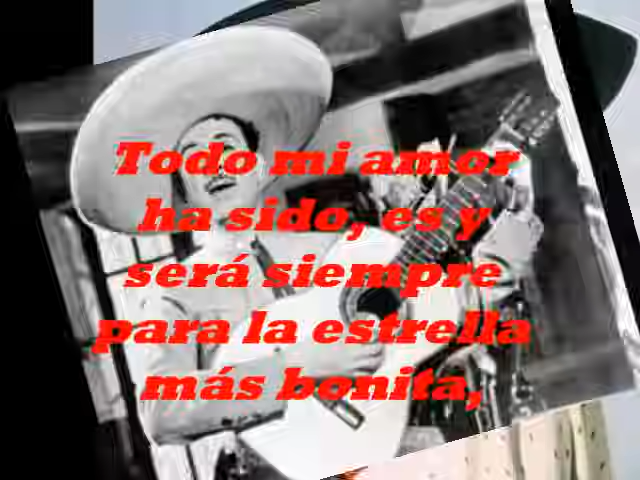 Todo mi amor
ha sido, es y
será siempre
para la estrella
más bonita,